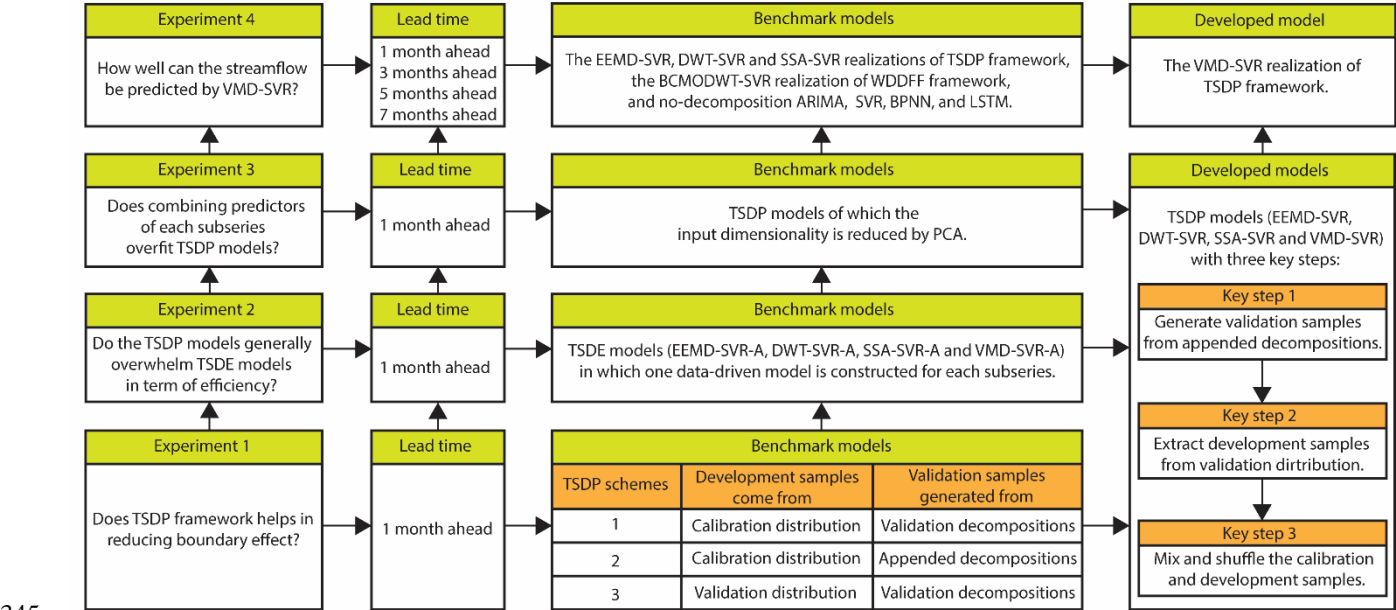 Experiment 4
How well can the streamflow
be predicted by VMD-SVR?
Lead time
1 month ahead
3 months ahead
5 months ahead
7 months ahead
Benchmark models
The EEMD-SVR, DWT-SVR and SSA-SVR realizations of TSDP framework,
the BCMODWT-SVR realization of WDDFF framework,
and no-decomposition ARIMA, SVR, BPNN, and LSTM.
Developed model
The VMD-SVR realization of
TSDP framework.
Experiment 3
Does combining predictors
of each subseries
overfit TSDP models?
Lead time
1 month ahead
Benchmark models
TSDP models of which the
input dimensionality is reduced by PCA.
Developed models
TSDP models (EEMD-SVR,
DWT-SVR, SSA-SVR and VMD-SVR)
with three key steps:
Key step 1
Generate validation samples
from appended decompositions.
Key step 2
Extract development samples
from validation dirtribution.
Key step 3
Mix and shuffle the calibration
and development samples.
Experiment 2
Do the TSDP models generally
overwhelm TSDE models
in term of efficiency?
Lead time
1 month ahead
Benchmark models
TSDE models (EEMD-SVR-A, DWT-SVR-A, SSA-SVR-A and VMD-SVR-A)
in which one data-driven model is constructed for each subseries.
Experiment 1
Does TSDP framework helps in
reducing boundary effect?
Lead time
1 month ahead
Benchmark models
TSDP schemes
Development samples
come from
Validation samples
generated from
1
Calibration distribution
Validation decompositions
2
Calibration distribution
Appended decompositions
3
Validation distribution
Validation decompositions